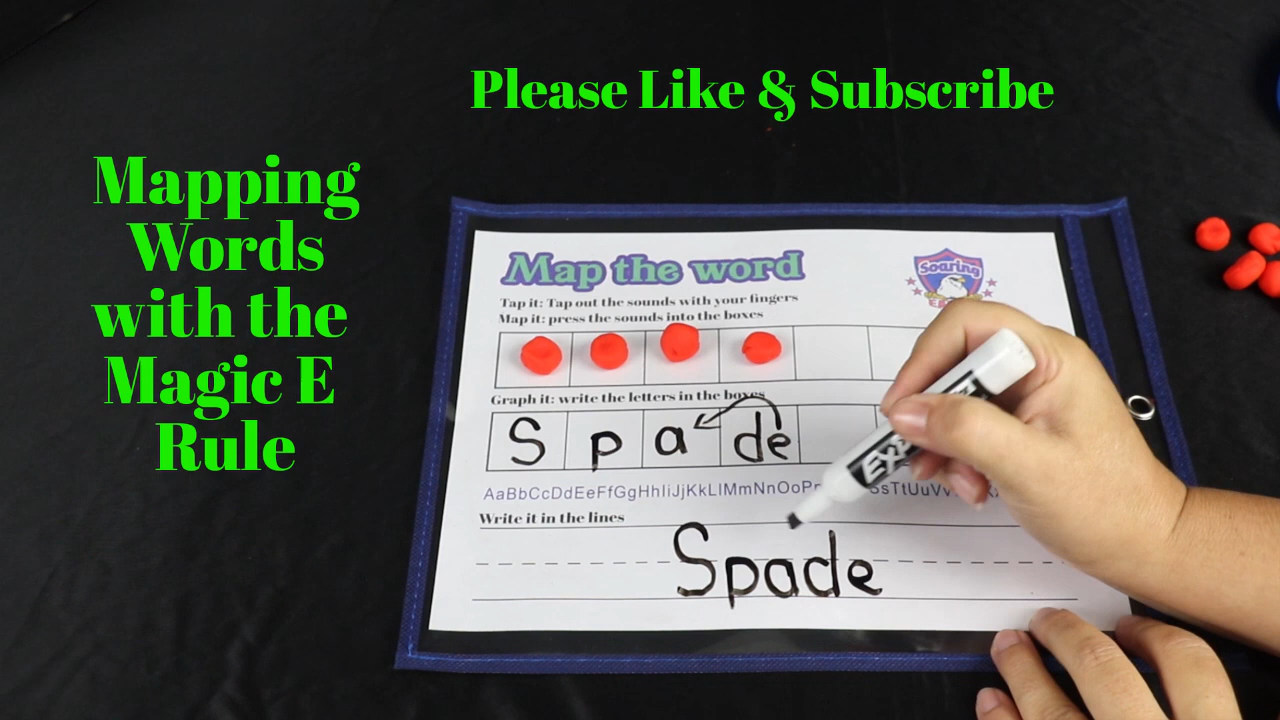 Please Like & Subscribe
Mapping
Words
with the
Magic E
Rule
Map the word
Soaring
Tap it: Tap out the sounds with your fingers
Map it: press the sounds into the boxes
Graph it: write the letters in the boxes
S p a de
EXP
AaBbCcDdEeFfGgHhIiJjKkLlMmNnOoP SsTtUuVv
Write it in the lines
Spade